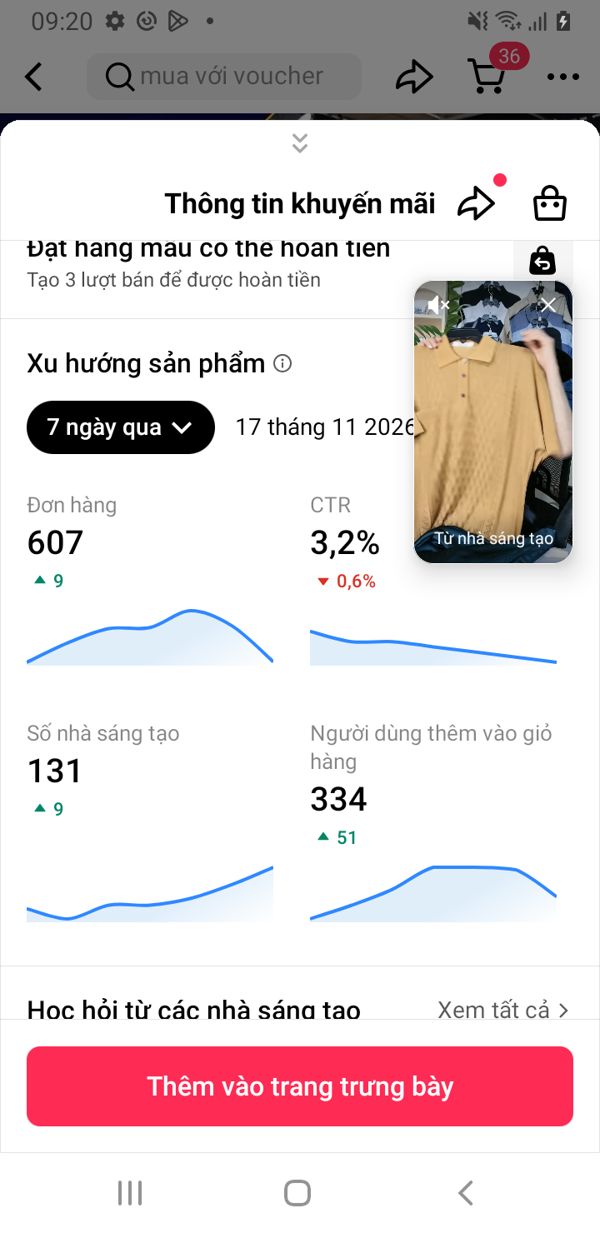 09:20
mua với voucher
36
Thông tin khuyến mãi
Đặt hàng mẫu có thể hoàn tiền
Tạo 3 lượt bán để được hoàn tiền
Xu hướng sản phẩm
7 ngày qua
17 tháng 11 2026
Đơn hàng
607
9
CTR
3,2%
0,6%
Từ nhà sáng tạo
Số nhà sáng tạo
131
9
Người dùng thêm vào giỏ
hàng
334
51
Học hỏi từ các nhà sáng tạo
Xem tất cả
Thêm vào trang trưng bày